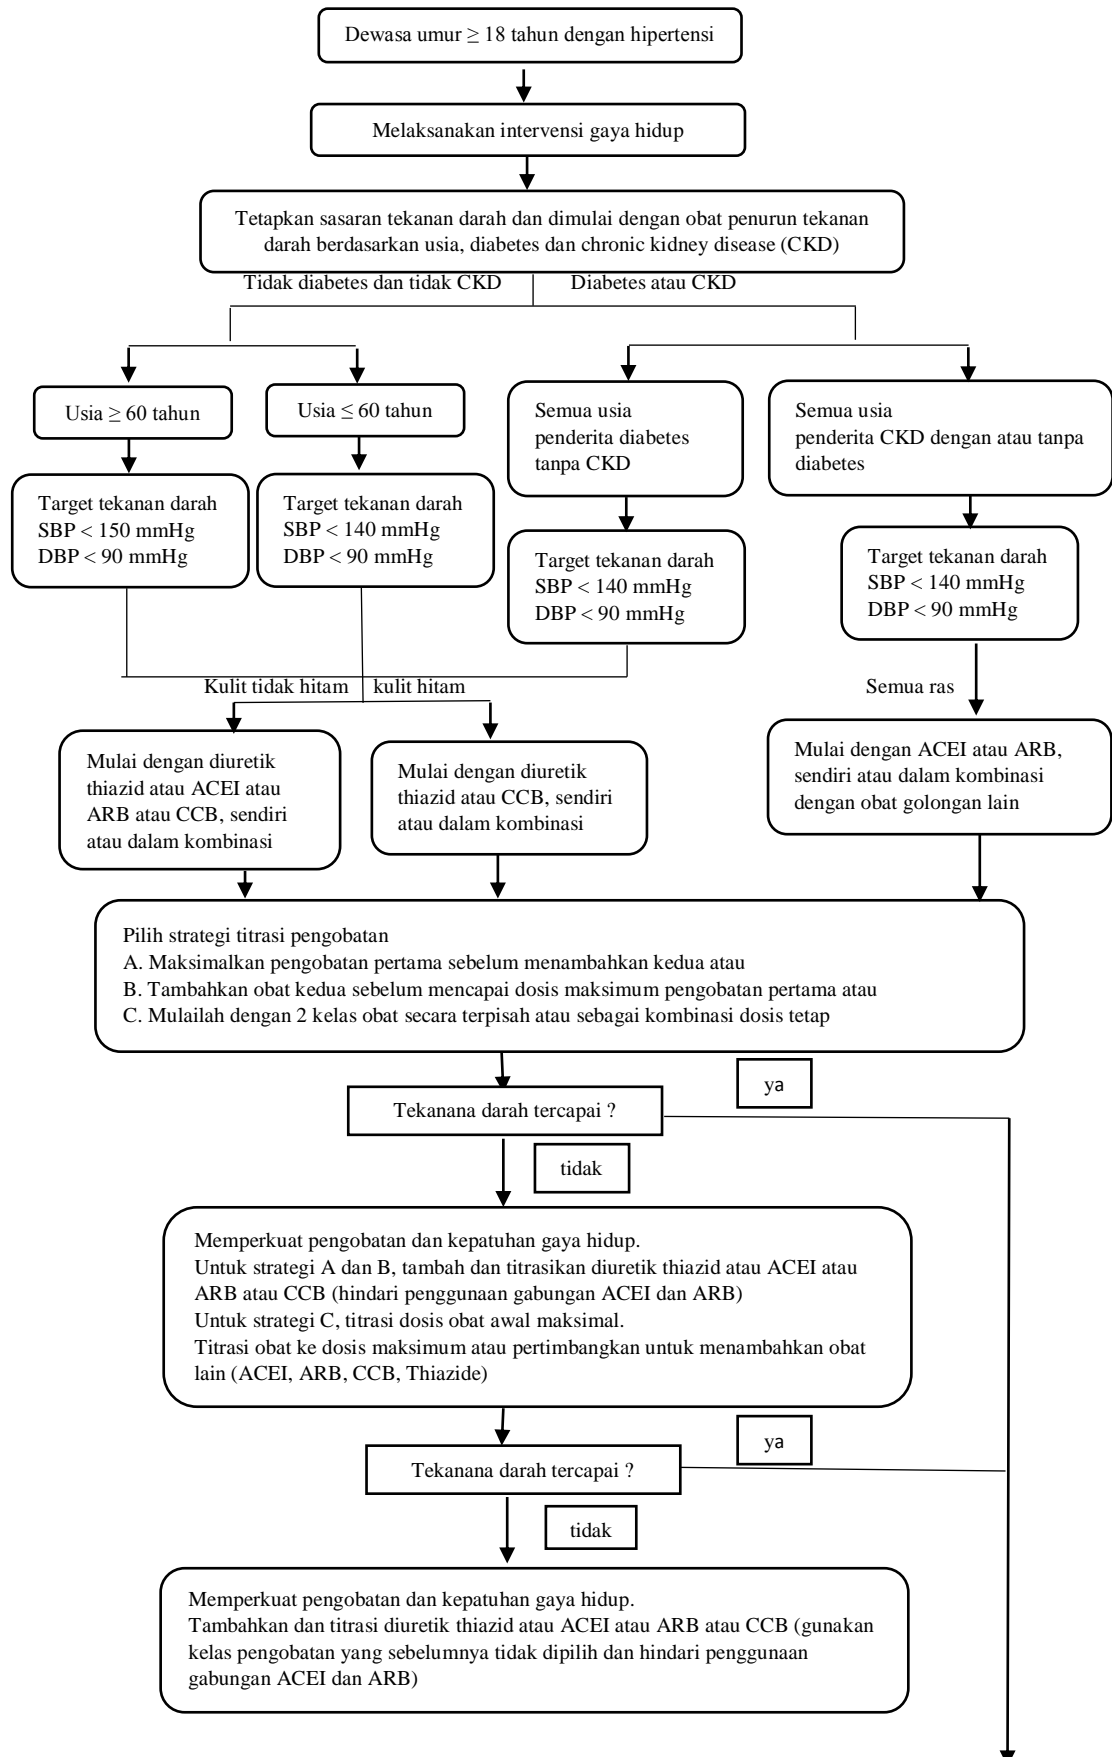 Dewasa umur ≥ 18 tahun dengan hipertensi
Melaksanakan intervensi gaya hidup
Tetapkan sasaran tekanan darah dan dimulai dengan obat penurun tekanan
darah berdasarkan usia, diabetes dan chronic kidney disease (CKD)
Tidak diabetes dan tidak CKD
Diabetes atau CKD
Usia ≥ 60 tahun
Usia ≤ 60 tahun
Semua usia
penderita diabetes
tanpa CKD
Semua usia
penderita CKD dengan atau tanpa
diabetes
Target tekanan darah
SBP < 150 mmHg
DBP < 90 mmHg
Target tekanan darah
SBP < 140 mmHg
DBP < 90 mmHg
Target tekanan darah
SBP < 140 mmHg
DBP < 90 mmHg
Target tekanan darah
SBP < 140 mmHg
DBP < 90 mmHg
Kulit tidak hitam
kulit hitam
Semua ras
Mulai dengan diuretik
thiazid atau ACEI atau
ARB atau CCB, sendiri
atau dalam kombinasi
Mulai dengan diuretik
thiazid atau CCB, sendiri
atau dalam kombinasi
Mulai dengan ACEI atau ARB,
sendiri atau dalam kombinasi
dengan obat golongan lain
Pilih strategi titrasi pengobatan
A. Maksimalkan pengobatan pertama sebelum menambahkan kedua atau
B. Tambahkan obat kedua sebelum mencapai dosis maksimum pengobatan pertama atau
C. Mulailah dengan 2 kelas obat secara terpisah atau sebagai kombinasi dosis tetap
ya
Tekanana darah tercapai ?
tidak
Memperkuat pengobatan dan kepatuhan gaya hidup.
Untuk strategi A dan B, tambah dan titrasikan diuretik thiazid atau ACEI atau
ARB atau CCB (hindari penggunaan gabungan ACEI dan ARB)
Untuk strategi C, titrasi dosis obat awal maksimal.
Titrasi obat ke dosis maksimum atau pertimbangkan untuk menambahkan obat
lain (ACEI, ARB, CCB, Thiazide)
ya
Tekanana darah tercapai ?
tidak
Memperkuat pengobatan dan kepatuhan gaya hidup.
Tambahkan dan titrasi diuretik thiazid atau ACEI atau ARB atau CCB (gunakan
kelas pengobatan yang sebelumnya tidak dipilih dan hindari penggunaan
gabungan ACEI dan ARB)